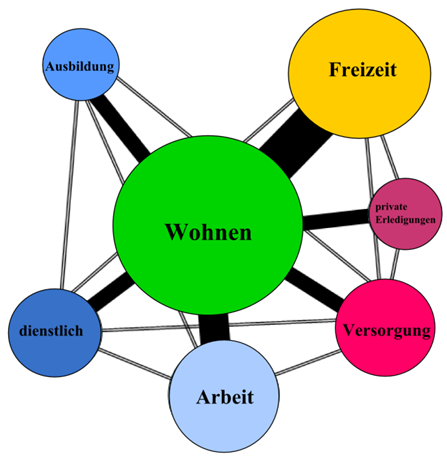 Ausbildung
Freizeit
private
Erledigungen
Wohnen
dienstlich
Versorgung
Arbeit